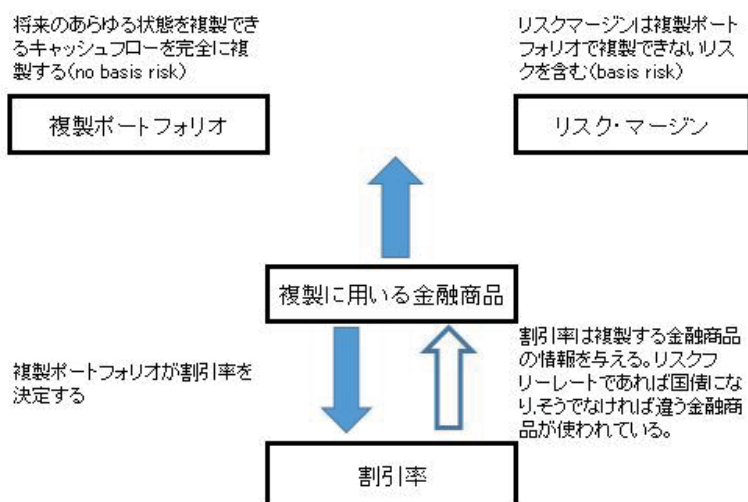 将来のあらゆる状態を複製でき
るキャッシュフローを完全に複
製する(no basis risk)
複製ポートフォリオ
リスクマージンは複製ポート
フォリオで複製できないリス
クを含む(basis risk)
リスク・マージン
複製に用いる金融商品
複製ポートフォリオが割引率を
決定する
割引率は複製する金融商品
の情報を与える。リスクフ
リーレートであれば国債にな
り、そうでなければ違う金融商
品が使われている。
割引率